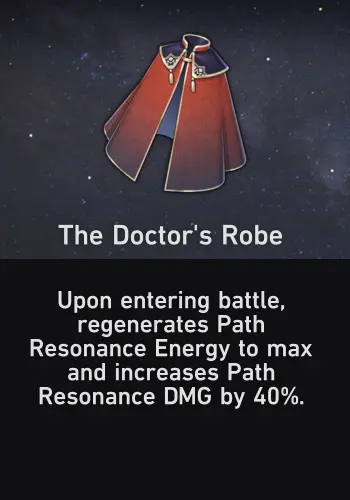 The Doctor's Robe
Upon entering battle,
regenerates Path
Resonance Energy to max
and increases Path
Resonance DMG by 40%.